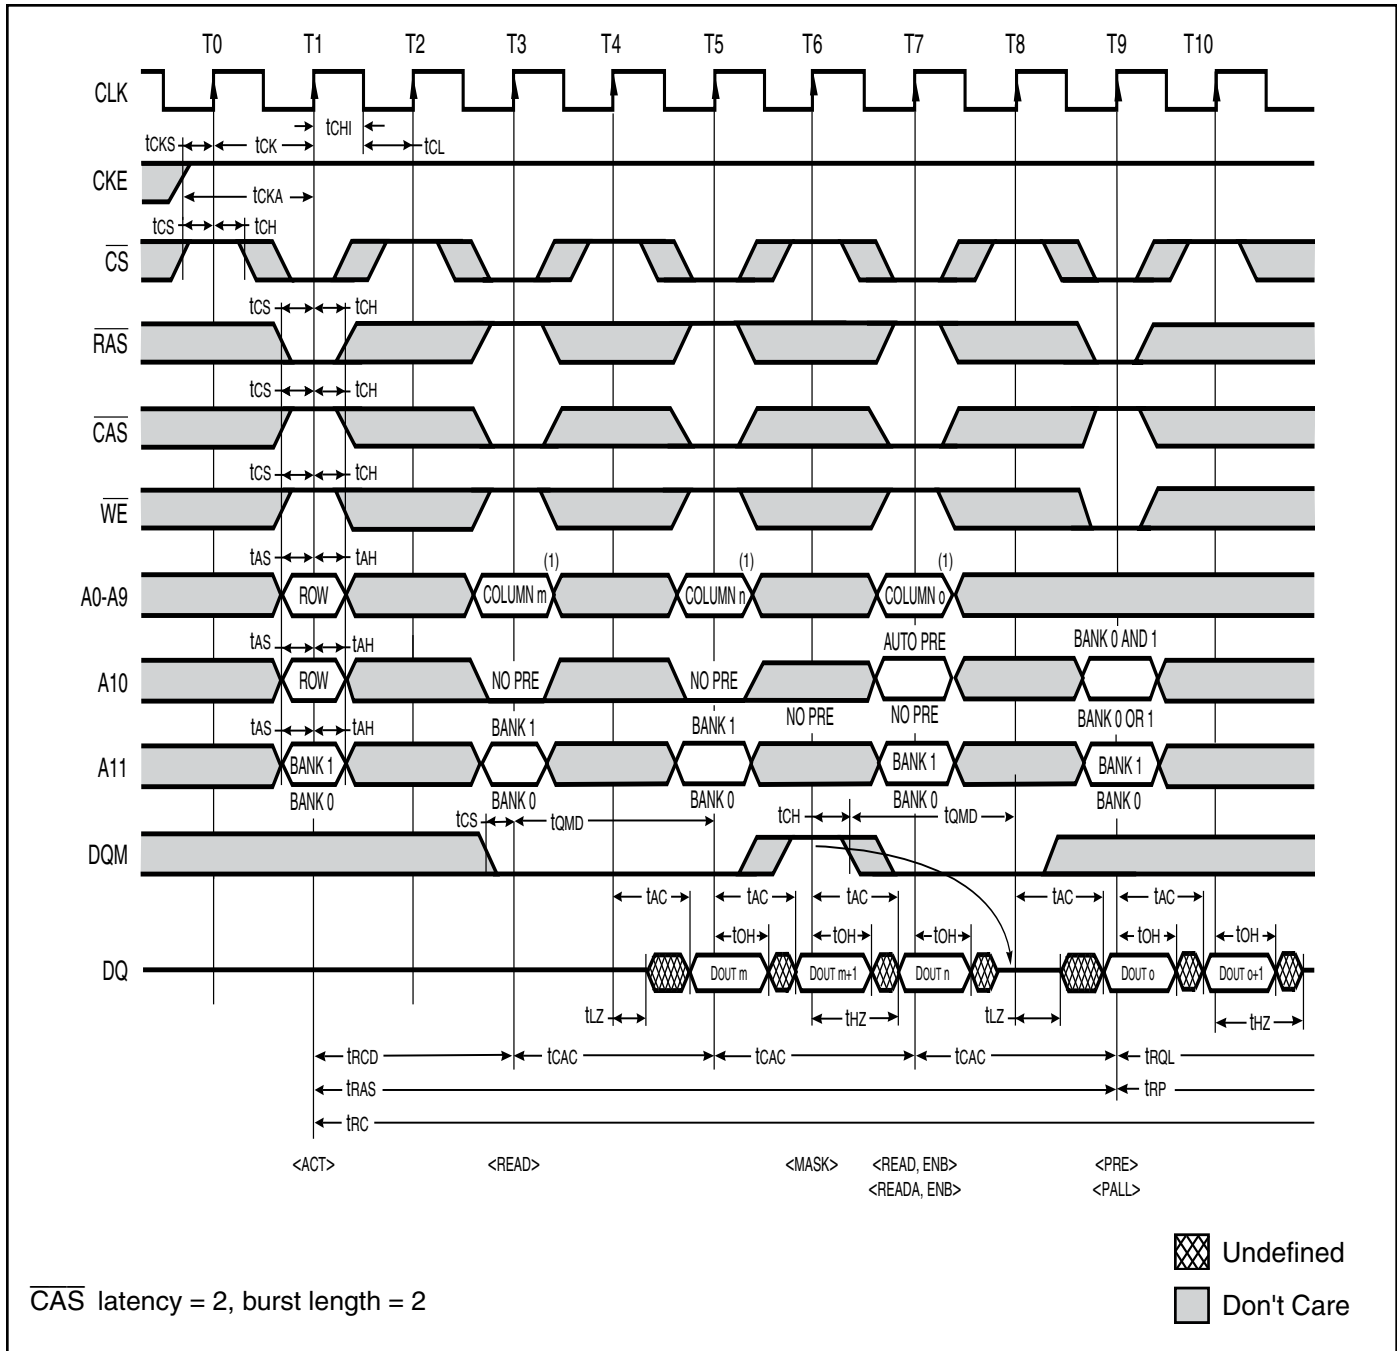 T0 T1 T2 T3 T4 T5 T6 T7 T8 T9 T10
CLK
tCHI
tCKS tCK tCL
CKE
tCKA
tCS tCH
CS
tCS tCH
RAS
tCS tCH
CAS
tCS tCH
WE
tAS tAH (1) (1) (1)
A0-A9 ROW COLUMN m COLUMN n COLUMN o
tAS tAH AUTO PRE BANK 0 AND 1
A10 ROW NO PRE NO PRE
NO PRE NO PRE BANK 0 OR 1
tAS tAH BANK 1 BANK 1
A11 BANK 1 BANK 1 BANK 1
BANK 0 BANK 0 BANK 0 BANK 0 BANK 0
tCS tQMD tCH tQMD
DQM
tAC tAC tAC tAC tAC
tOH tOH tOH tOH tOH
DQ DOUT m DOUT m+1 DOUT n DOUT o DOUT o+1
tLZ tHZ tLZ tHZ
tRCD tCAC tCAC tCAC tRQL
tRAS tRP
tRC
<ACT> <READ> <MASK> <READ, ENB> <PRE>
<READA, ENB> <PALL>
Undefined
CAS latency = 2, burst length = 2
Don't Care